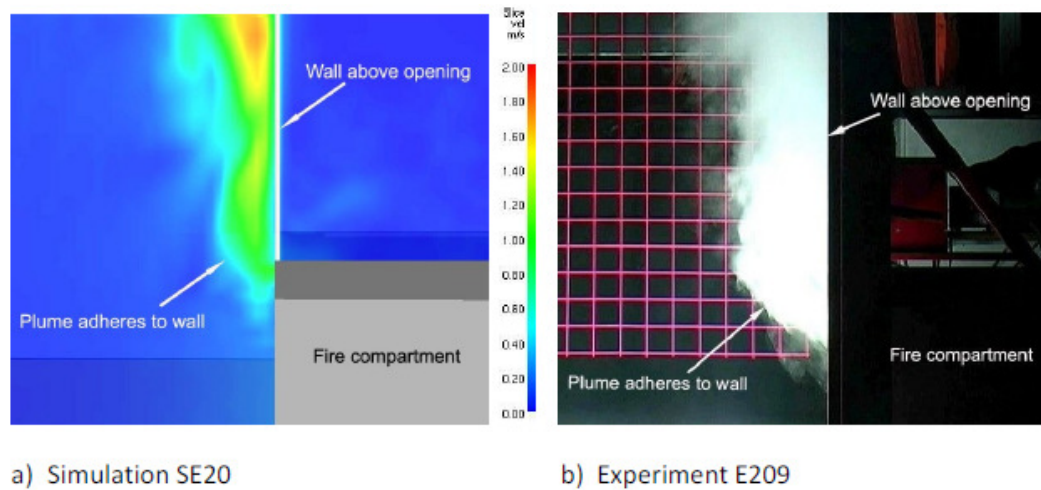 Slice
vel
m/s
2.00
1.80
1.60
1.40
1.20
1.00
0.80
0.60
0.40
0.20
0.00
Wall above opening
Plume adheres to wall
Fire compartment
Wall above opening
Fire compartment
Plume adheres to wall
a) Simulation SE20
b) Experiment E209